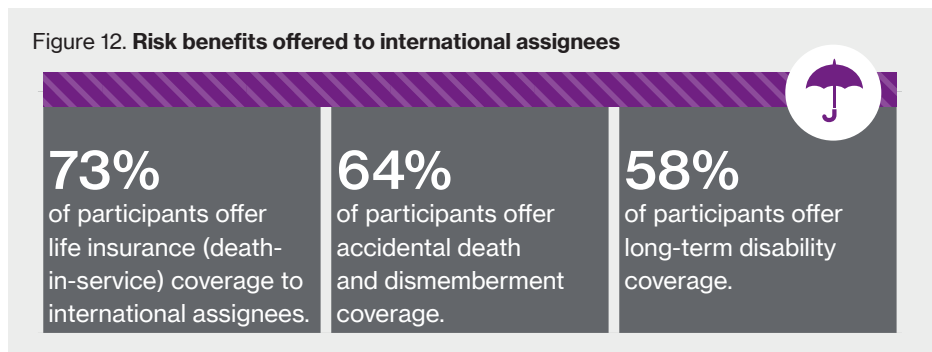 Figure 12. Risk benefits offered to international assignees
73%
of participants offer
life insurance (death-
in-service) coverage to
international assignees.
64%
of participants offer
accidental death
and dismemberment
coverage.
58%
of participants offer
long-term disability
coverage.